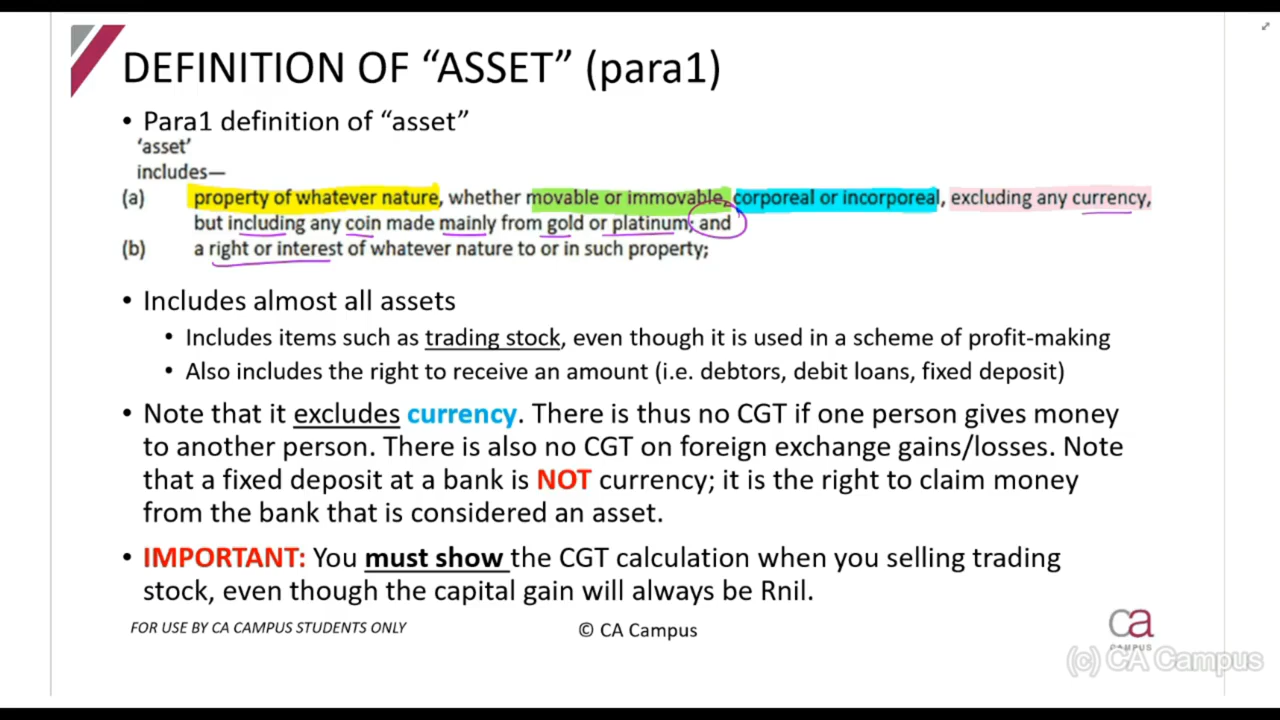 DEFINITION OF “ASSET” (para1)
• Para1 definition of “asset”
‘asset’
includes—
(a) property of whatever nature, whether movable or immovable, corporeal or incorporeal, excluding any currency,
but including any coin made mainly from gold or platinum; and
(b) a right or interest of whatever nature to or in such property;
• Includes almost all assets
• Includes items such as trading stock, even though it is used in a scheme of profit-making
• Also includes the right to receive an amount (i.e. debtors, debit loans, fixed deposit)
• Note that it excludes currency. There is thus no CGT if one person gives money
to another person. There is also no CGT on foreign exchange gains/losses. Note
that a fixed deposit at a bank is NOT currency; it is the right to claim money
from the bank that is considered an asset.
• IMPORTANT: You must show the CGT calculation when you selling trading
stock, even though the capital gain will always be Rnil.
FOR USE BY CA CAMPUS STUDENTS ONLY
© CA Campus
ca
CAMPUS
(c) CA Campus